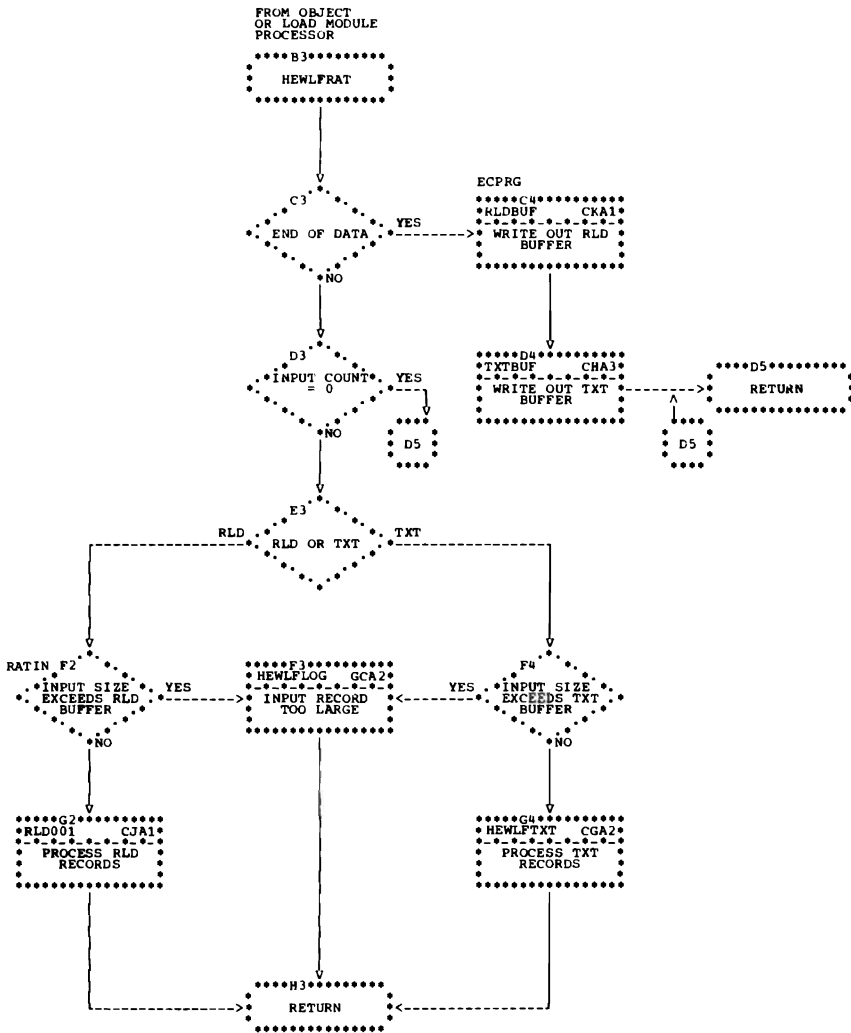 FROM OBJECT
OR LOAD MODULE
PROCESSOR
B3
HEWLFRAT
C3
END OF DATA
YES
NO
ECPRG
C4
RLDBUF CKA1
WRITE OUT RLD
BUFFER
D3
INPUT COUNT
= 0
YES
NO
D5
D4
TXTBUF CHA3
WRITE OUT TXT
BUFFER
D5
RETURN
D5
E3
RLD OR TXT
RLD
TXT
RATIN F2
INPUT SIZE
EXCEEDS RLD
BUFFER
YES
NO
F3
HEWLFLOG GCA2
INPUT RECORD
TOO LARGE
F4
INPUT SIZE
EXCEEDS TXT
BUFFER
YES
NO
G2
RLD001 CJA1
PROCESS RLD
RECORDS
G4
HEWLFTXT CGA2
PROCESS TXT
RECORDS
H3
RETURN